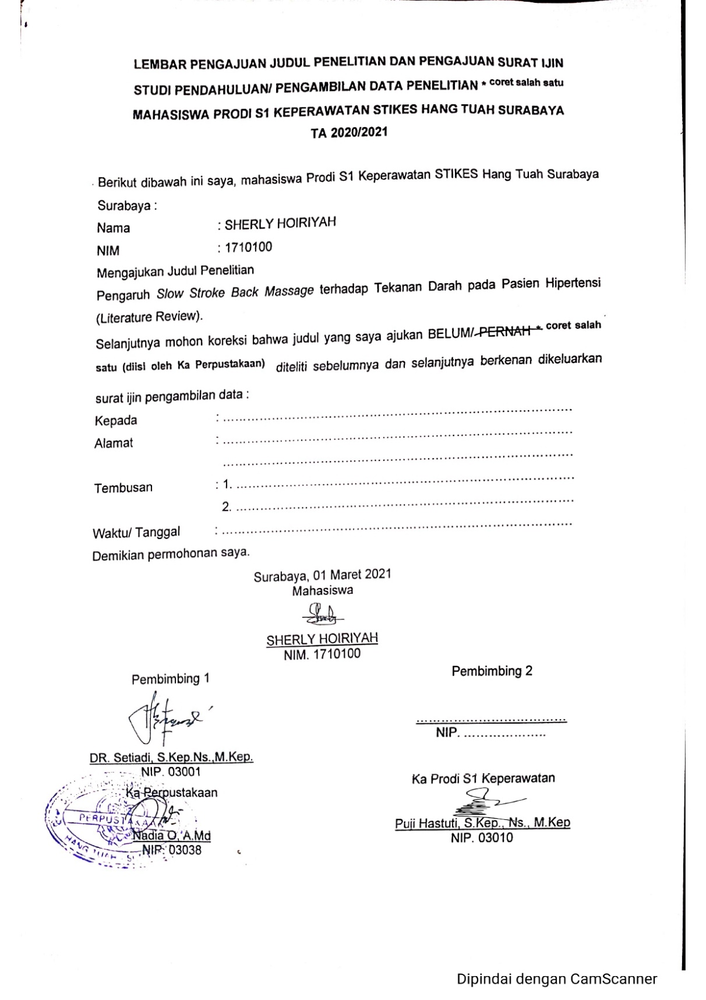 LEMBAR PENGAJUAN JUDUL PENELITIAN DAN PENGAJUAN SURAT IJIN
STUDI PENDAHULUAN/ PENGAMBILAN DATA PENELITIAN * coret salah satu
MAHASISWA PRODI S1 KEPERAWATAN STIKES HANG TUAH SURABAYA
TA 2020/2021
Berikut dibawah ini saya, mahasiswa Prodi S1 Keperawatan STIKES Hang Tuah Surabaya
Surabaya :
Nama : SHERLY HOIRIYAH
NIM : 1710100
Mengajukan Judul Penelitian
Pengaruh Slow Stroke Back Massage terhadap Tekanan Darah pada Pasien Hipertensi
(Literature Review).
Selanjutnya mohon koreksi bahwa judul yang saya ajukan BELUM/ PERNAH * coret salah
satu (diisi oleh Ka Perpustakaan) diteliti sebelumnya dan selanjutnya berkenan dikeluarkan
surat ijin pengambilan data :
Kepada : ........................................................................................
Alamat : ........................................................................................
........................................................................................
Tembusan : 1. .....................................................................................
2. .....................................................................................
Waktu/ Tanggal : ........................................................................................
Demikian permohonan saya.
Surabaya, 01 Maret 2021
Mahasiswa
SHERLY HOIRIYAH
NIM. 1710100
Pembimbing 1 Pembimbing 2
....................................
NIP. .....................
DR. Setiadi, S.Kep.Ns.,M.Kep.
NIP. 03001
Ka Prodi S1 Keperawatan
Ka Perpustakaan
PERPUSTAKAAN
HANG TUAH
Puji Hastuti, S.Kep., Ns., M.Kep
NIP. 03010
Nadia O, A.Md
NIP. 03038
Dipindai dengan CamScanner